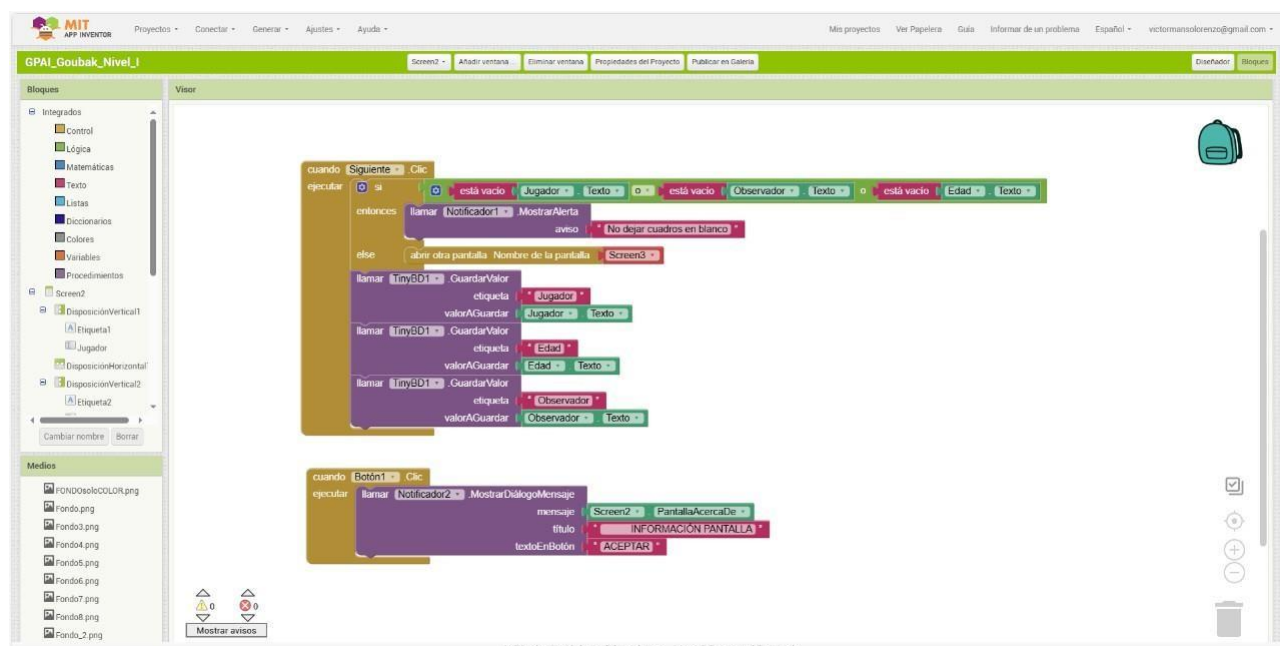 MIT
APP INVENTOR
Proyectos Conectar Generar Ajustes Ayuda Mis proyectos Ver Papelera Guía Informar de un problema Español victormansolorenzo@gmail.com
GPAI_Goubak_Nivel_I Screen2 Añadir ventana... Eliminar ventana Propiedades del Proyecto Publicar en Galería Diseñador Bloques
Bloques
Integrados
Control
Lógica
Matemáticas
Texto
Listas
Diccionarios
Colores
Variables
Procedimientos
Screen2
DisposiciónVertical1
Etiqueta1
Jugador
DisposiciónHorizontal
DisposiciónVertical2
Etiqueta2
Cambiar nombre Borrar
Medios
FONDOsoloCOLOR.png
Fondo.png
Fondo3.png
Fondo4.png
Fondo5.png
Fondo6.png
Fondo7.png
Fondo8.png
Fondo_2.png
Visor
cuando Siguiente .Clic
ejecutar si está vacío Jugador . Texto o está vacío Observador . Texto o está vacío Edad . Texto
entonces llamar Notificador1 .MostrarAlerta
aviso " No dejar cuadros en blanco "
else abrir otra pantalla Nombre de la pantalla Screen3
llamar TinyBD1 .GuardarValor
etiqueta " Jugador "
valorAGuardar Jugador . Texto
llamar TinyBD1 .GuardarValor
etiqueta " Edad "
valorAGuardar Edad . Texto
llamar TinyBD1 .GuardarValor
etiqueta " Observador "
valorAGuardar Observador . Texto
cuando Botón1 .Clic
ejecutar llamar Notificador2 .MostrarDiálogoMensaje
mensaje Screen2 . PantallaAcercaDe
título " INFORMACIÓN PANTALLA "
textoEnBotón " ACEPTAR "
0 0
Mostrar avisos